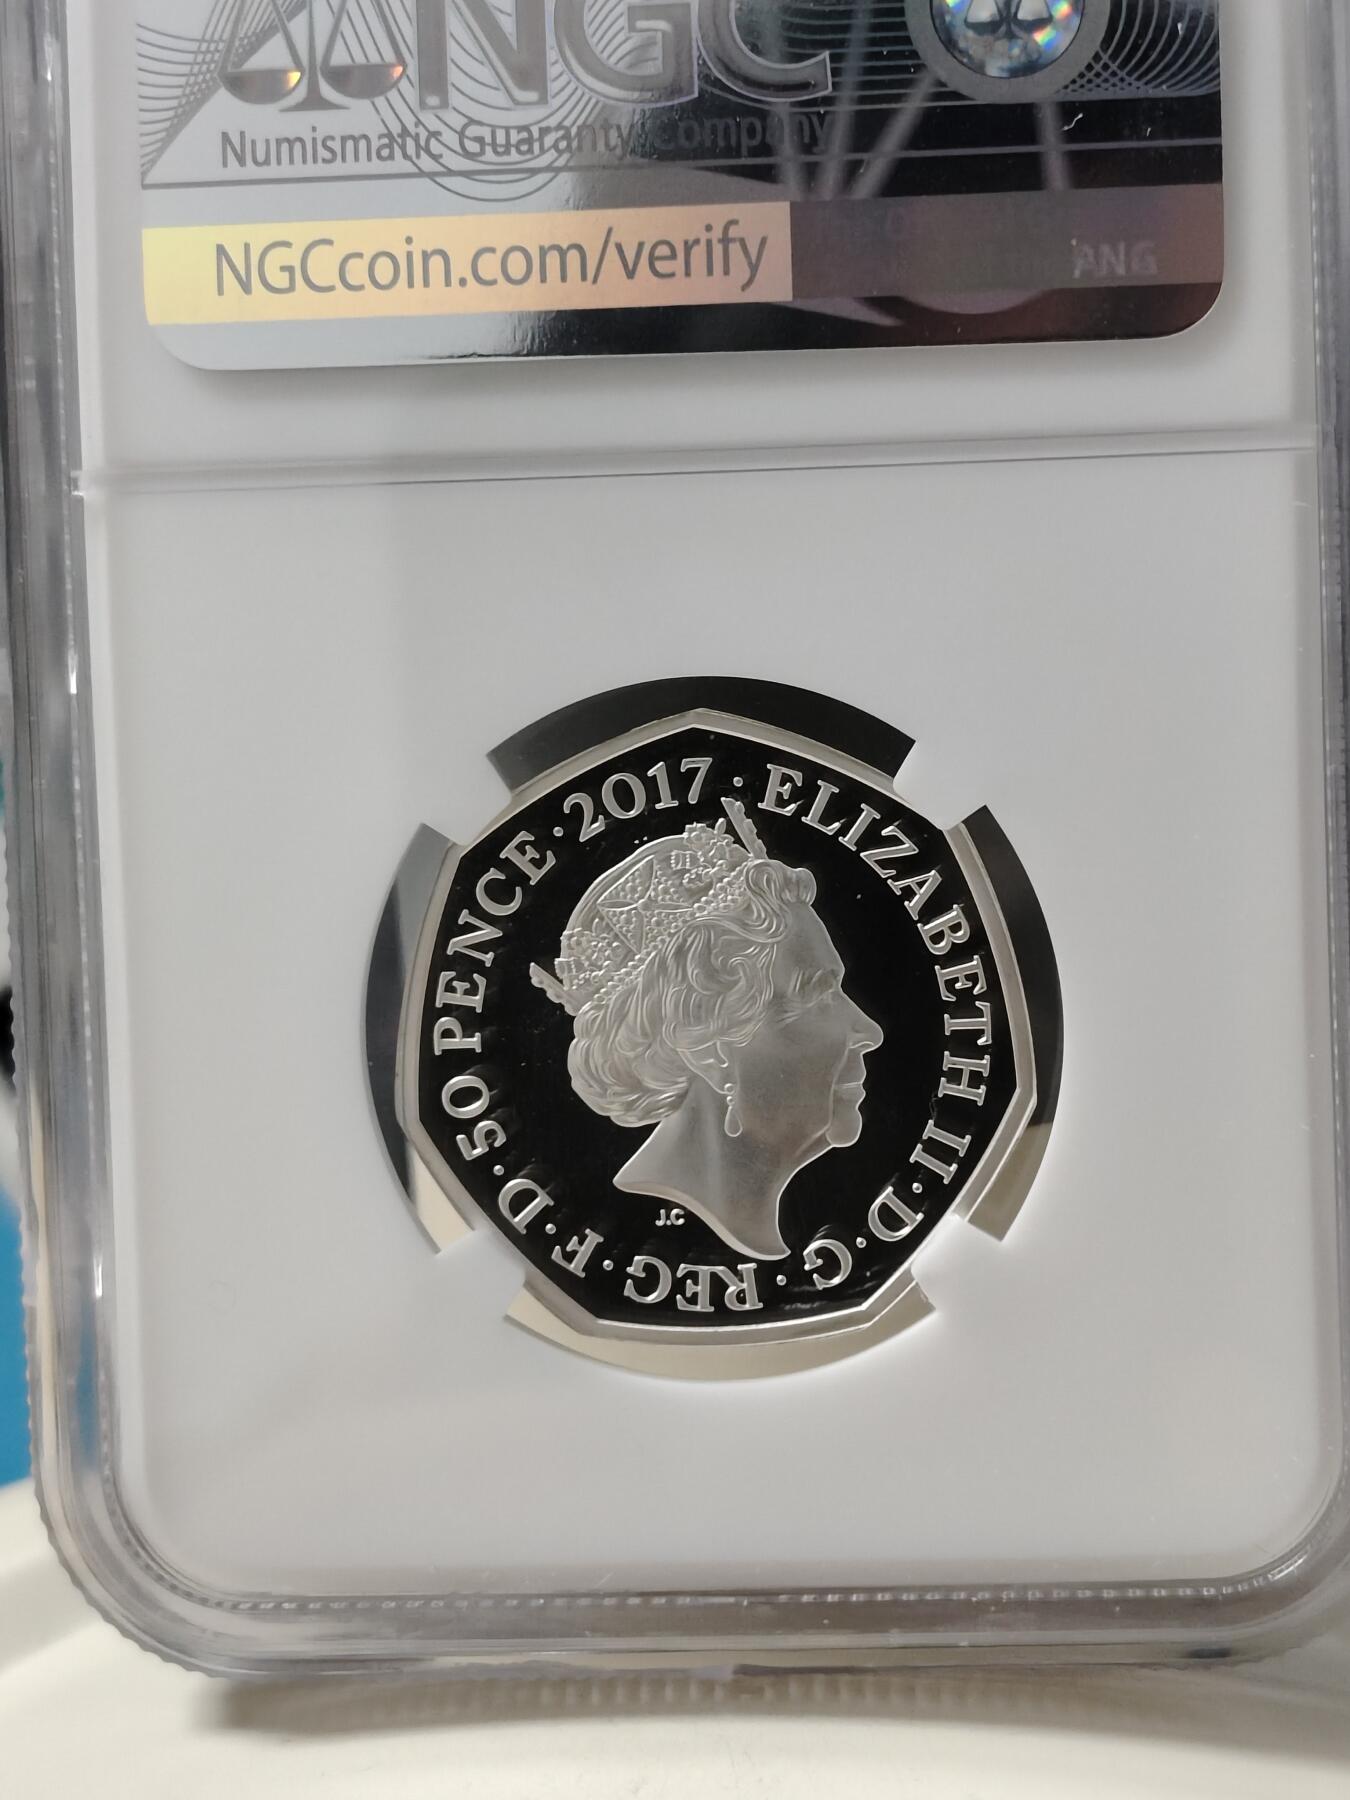 NGC
Numismatic Guaranty Company
NGCcoin.com/verify
ANG
ELIZABETH II · D · G · REG · F · D · 50 PENCE · 2017 ·
J.C